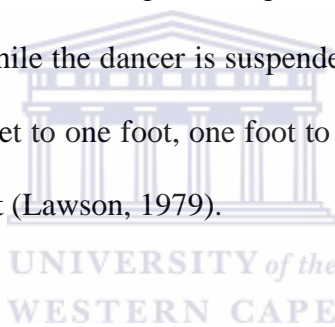 hile the dancer is suspende
et to one foot, one foot to
t (Lawson, 1979).
UNIVERSITY of the
WESTERN CAPE